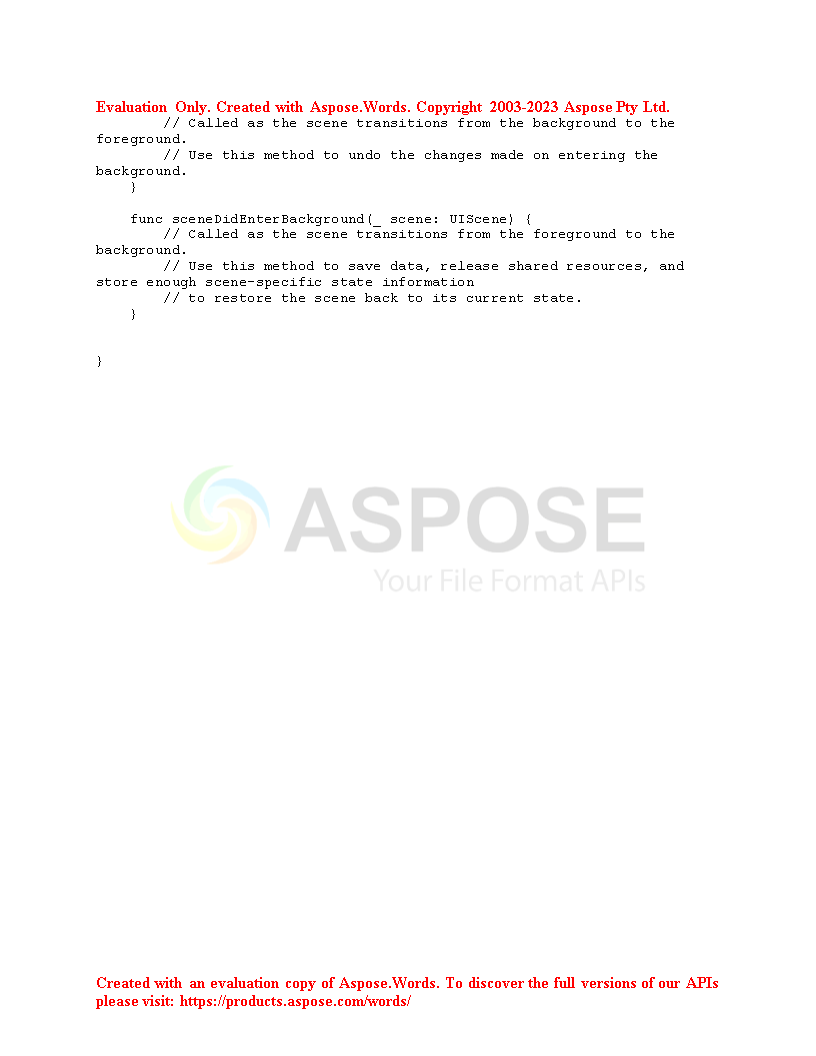 Evaluation Only. Created with Aspose.Words. Copyright 2003-2023 Aspose Pty Ltd.
        // Called as the scene transitions from the background to the
foreground.
        // Use this method to undo the changes made on entering the
background.
    }

    func sceneDidEnterBackground(_ scene: UIScene) {
        // Called as the scene transitions from the foreground to the
background.
        // Use this method to save data, release shared resources, and
store enough scene-specific state information
        // to restore the scene back to its current state.
    }


}
ASPOSE
Your File Format APIs
Created with an evaluation copy of Aspose.Words. To discover the full versions of our APIs
please visit: https://products.aspose.com/words/